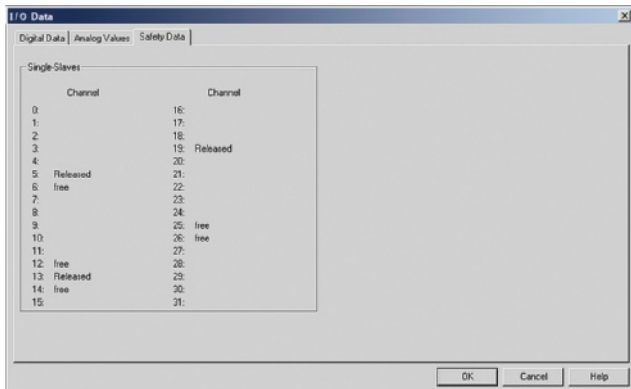 I/O Data
Digital Data Analog Values Safety Data
Single-Slaves
Channel Channel
0: 16:
1: 17:
2: 18:
3: 19: Released
4: 20:
5: Released 21:
6: free 22:
7: 23:
8: 24:
9: 25: free
10: 26: free
11: 27:
12: free 28:
13: Released 29:
14: free 30:
15: 31:
OK Cancel Help